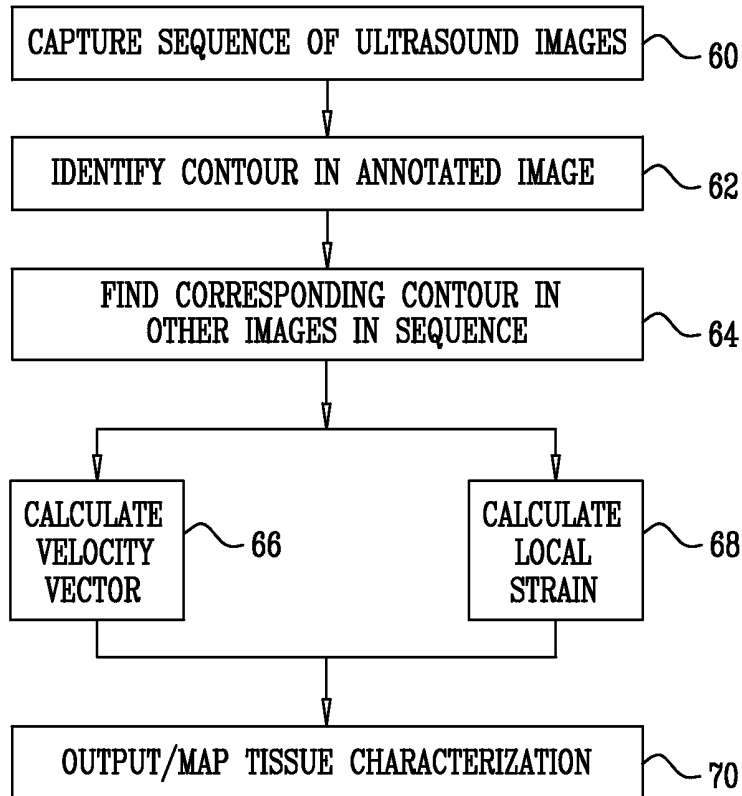 CAPTURE SEQUENCE OF ULTRASOUND IMAGES
60
IDENTIFY CONTOUR IN ANNOTATED IMAGE
62
FIND CORRESPONDING CONTOUR IN
OTHER IMAGES IN SEQUENCE
64
CALCULATE
VELOCITY
VECTOR
66
CALCULATE
LOCAL
STRAIN
68
OUTPUT/MAP TISSUE CHARACTERIZATION
70